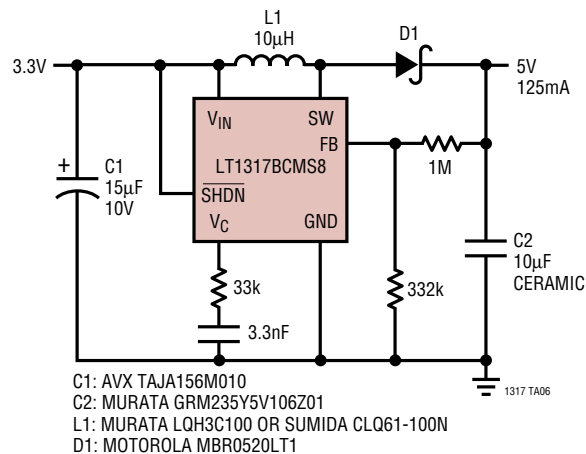 L1
10µH
D1
3.3V
5V
125mA
VIN
SW
FB
LT1317BCMS8
1M
+
C1
15µF
10V
SHDN
VC
GND
C2
10µF
CERAMIC
33k
332k
3.3nF
1317 TA06
C1: AVX TAJA156M010
C2: MURATA GRM235Y5V106Z01
L1: MURATA LQH3C100 OR SUMIDA CLQ61-100N
D1: MOTOROLA MBR0520LT1